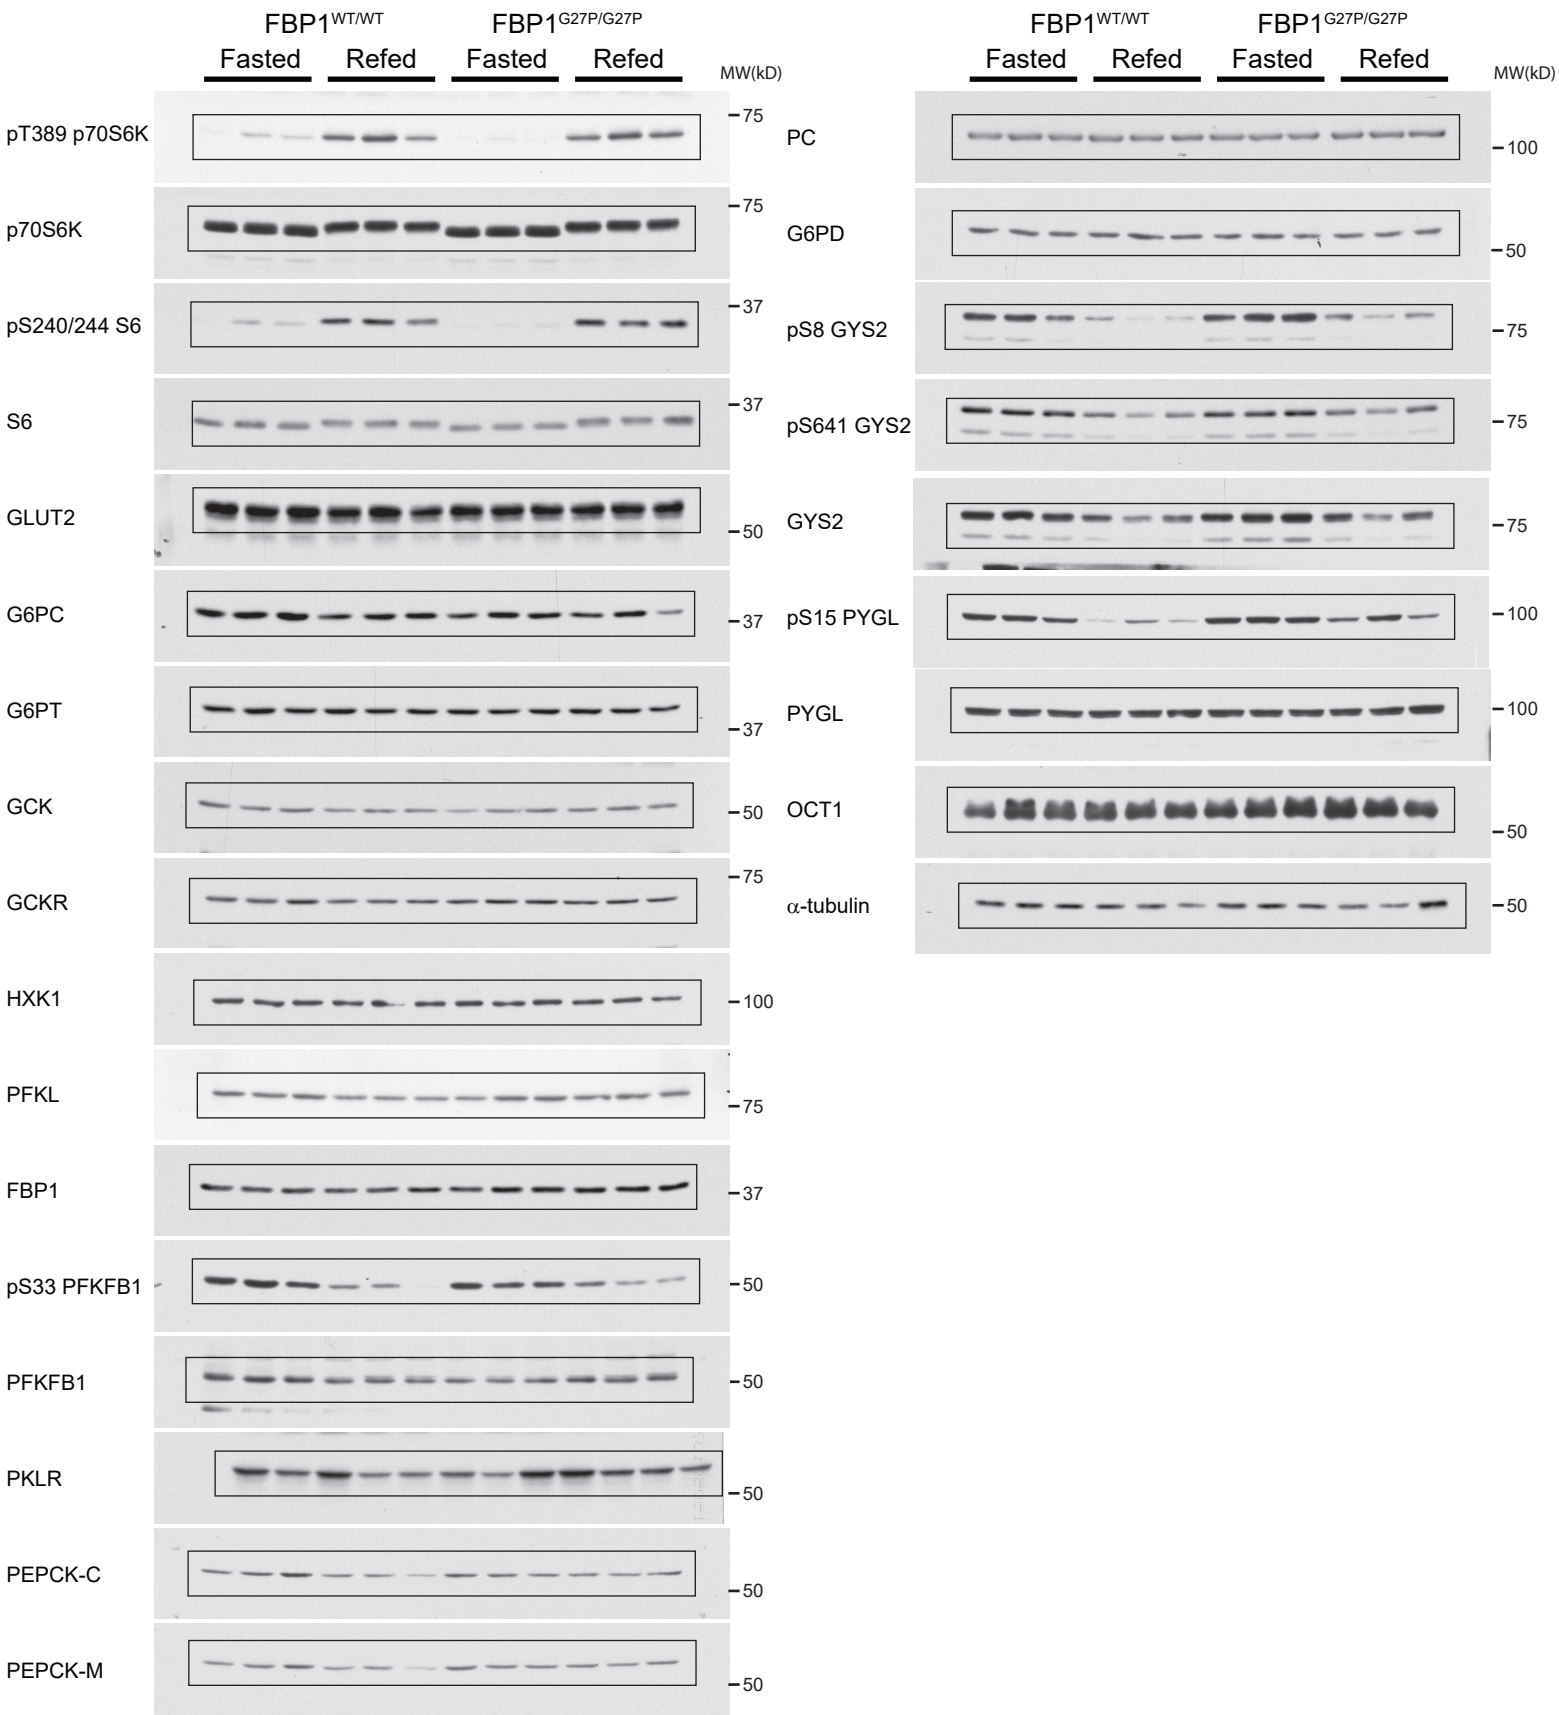 FBP1WT/WT FBP1G27P/G27P
Fasted Refed Fasted Refed
MW(kD)
pT389 p70S6K
75
p70S6K
75
pS240/244 S6
37
S6
37
GLUT2
50
G6PC
37
G6PT
37
GCK
50
GCKR
75
HXK1
100
PFKL
75
FBP1
37
pS33 PFKFB1
50
PFKFB1
50
PKLR
50
PEPCK-C
50
PEPCK-M
50
FBP1WT/WT FBP1G27P/G27P
Fasted Refed Fasted Refed
MW(kD)
PC
100
G6PD
50
pS8 GYS2
75
pS641 GYS2
75
GYS2
75
pS15 PYGL
100
PYGL
100
OCT1
50
α-tubulin
50